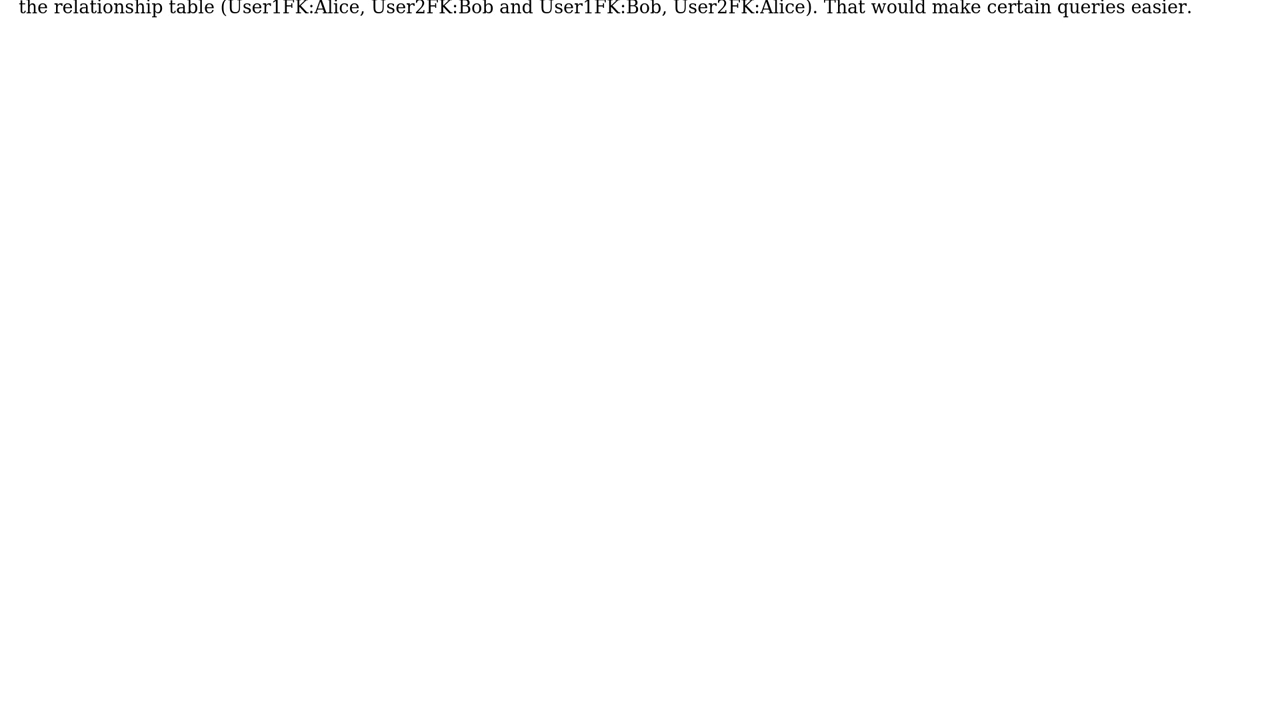 the relationship table (User1FK:Alice, User2FK:Bob and User1FK:Bob, User2FK:Alice). That would make certain queries easier.